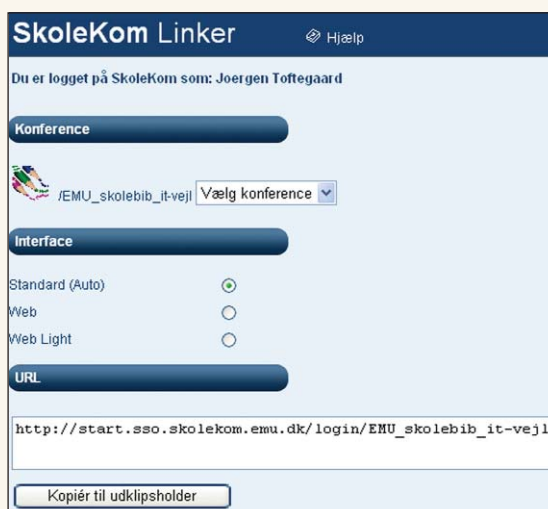 SkoleKom Linker Hjælp
Du er logget på SkoleKom som: Joergen Toftegaard
Konference
/EMU_skolebib_it-vejl Vælg konference
Interface
Standard (Auto)
Web
Web Light
URL
http://start.sso.skolekom.emu.dk/login/EMU_skolebib_it-vejl
Kopiér til udklipsholder